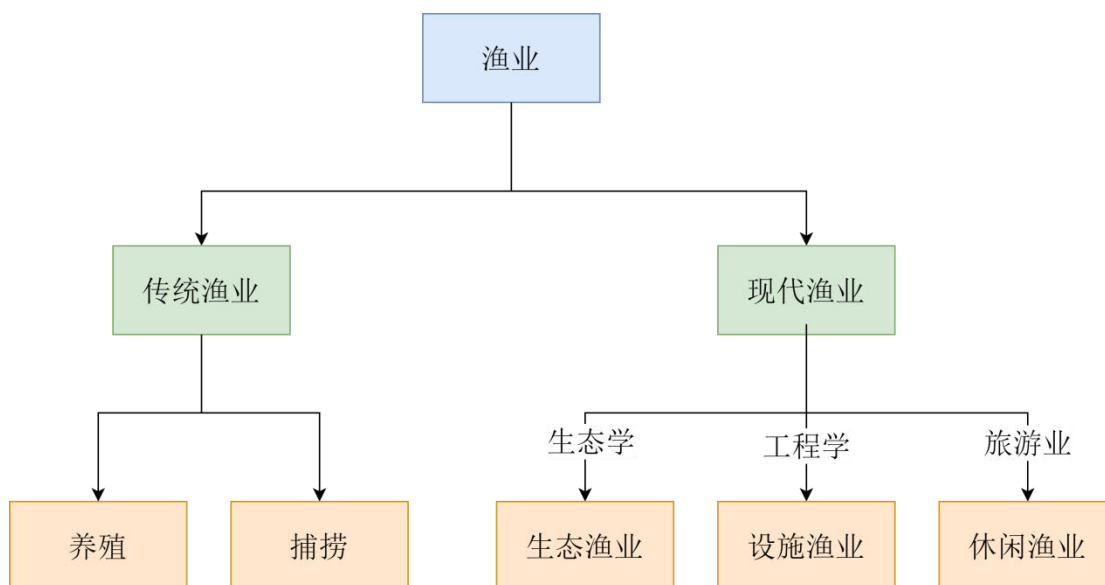 渔业
传统渔业
现代渔业
生态学
工程学
旅游业
养殖
捕捞
生态渔业
设施渔业
休闲渔业